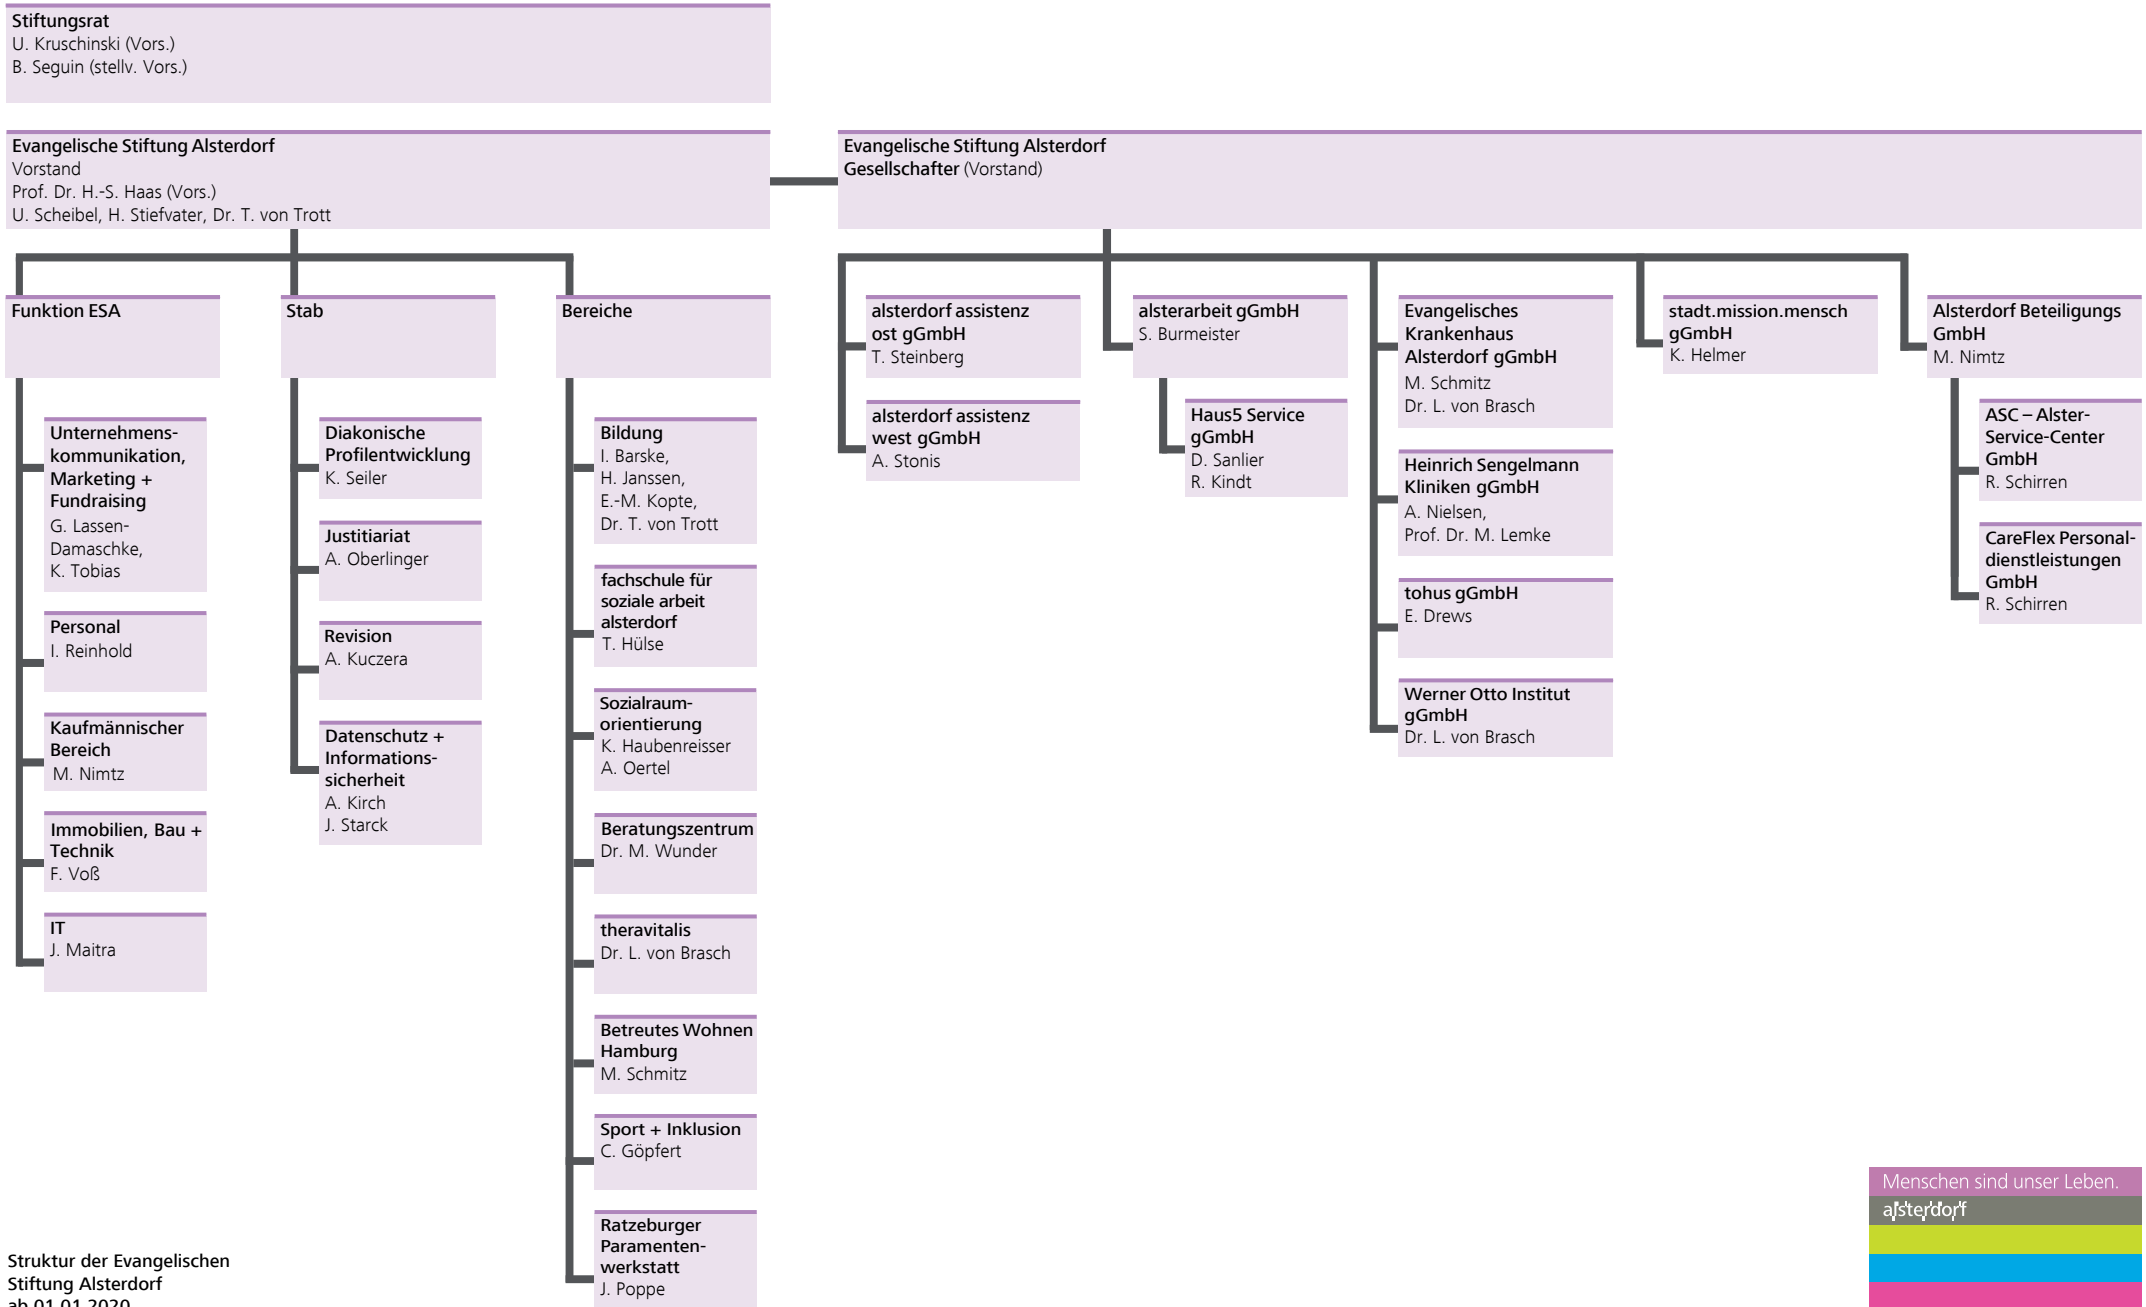 Stiftungsrat
U. Kruschinski (Vors.)
B. Seguin (stellv. Vors.)
Evangelische Stiftung Alsterdorf
Vorstand
Prof. Dr. H.-S. Haas (Vors.)
U. Scheibel, H. Stiefvater, Dr. T. von Trott
Evangelische Stiftung Alsterdorf
Gesellschafter (Vorstand)
Funktion ESA
Unternehmens-
kommunikation,
Marketing +
Fundraising
G. Lassen-
Damaschke,
K. Tobias
Personal
I. Reinhold
Kaufmännischer
Bereich
M. Nimtz
Immobilien, Bau +
Technik
F. Voß
IT
J. Maitra
Stab
Diakonische
Profilentwicklung
K. Seiler
Justitiariat
A. Oberlinger
Revision
A. Kuczera
Datenschutz +
Informations-
sicherheit
A. Kirch
J. Starck
Bereiche
Bildung
I. Barske,
H. Janssen,
E.-M. Kopte,
Dr. T. von Trott
fachschule für
soziale arbeit
alsterdorf
T. Hülse
Sozialraum-
orientierung
K. Haubenreisser
A. Oertel
Beratungszentrum
Dr. M. Wunder
theravitalis
Dr. L. von Brasch
Betreutes Wohnen
Hamburg
M. Schmitz
Sport + Inklusion
C. Göpfert
Ratzeburger
Paramenten-
werkstatt
J. Poppe
alsterdorf assistenz
ost gGmbH
T. Steinberg
alsterdorf assistenz
west gGmbH
A. Stonis
alsterarbeit gGmbH
S. Burmeister
Haus5 Service
gGmbH
D. Sanlier
R. Kindt
Evangelisches
Krankenhaus
Alsterdorf gGmbH
M. Schmitz
Dr. L. von Brasch
Heinrich Sengelmann
Kliniken gGmbH
A. Nielsen,
Prof. Dr. M. Lemke
tohus gGmbH
E. Drews
Werner Otto Institut
gGmbH
Dr. L. von Brasch
stadt.mission.mensch
gGmbH
K. Helmer
Alsterdorf Beteiligungs
GmbH
M. Nimtz
ASC – Alster-
Service-Center
GmbH
R. Schirren
CareFlex Personal-
dienstleistungen
GmbH
R. Schirren
Struktur der Evangelischen
Stiftung Alsterdorf
ab 01.01.2020
Menschen sind unser Leben.
alsterdorf